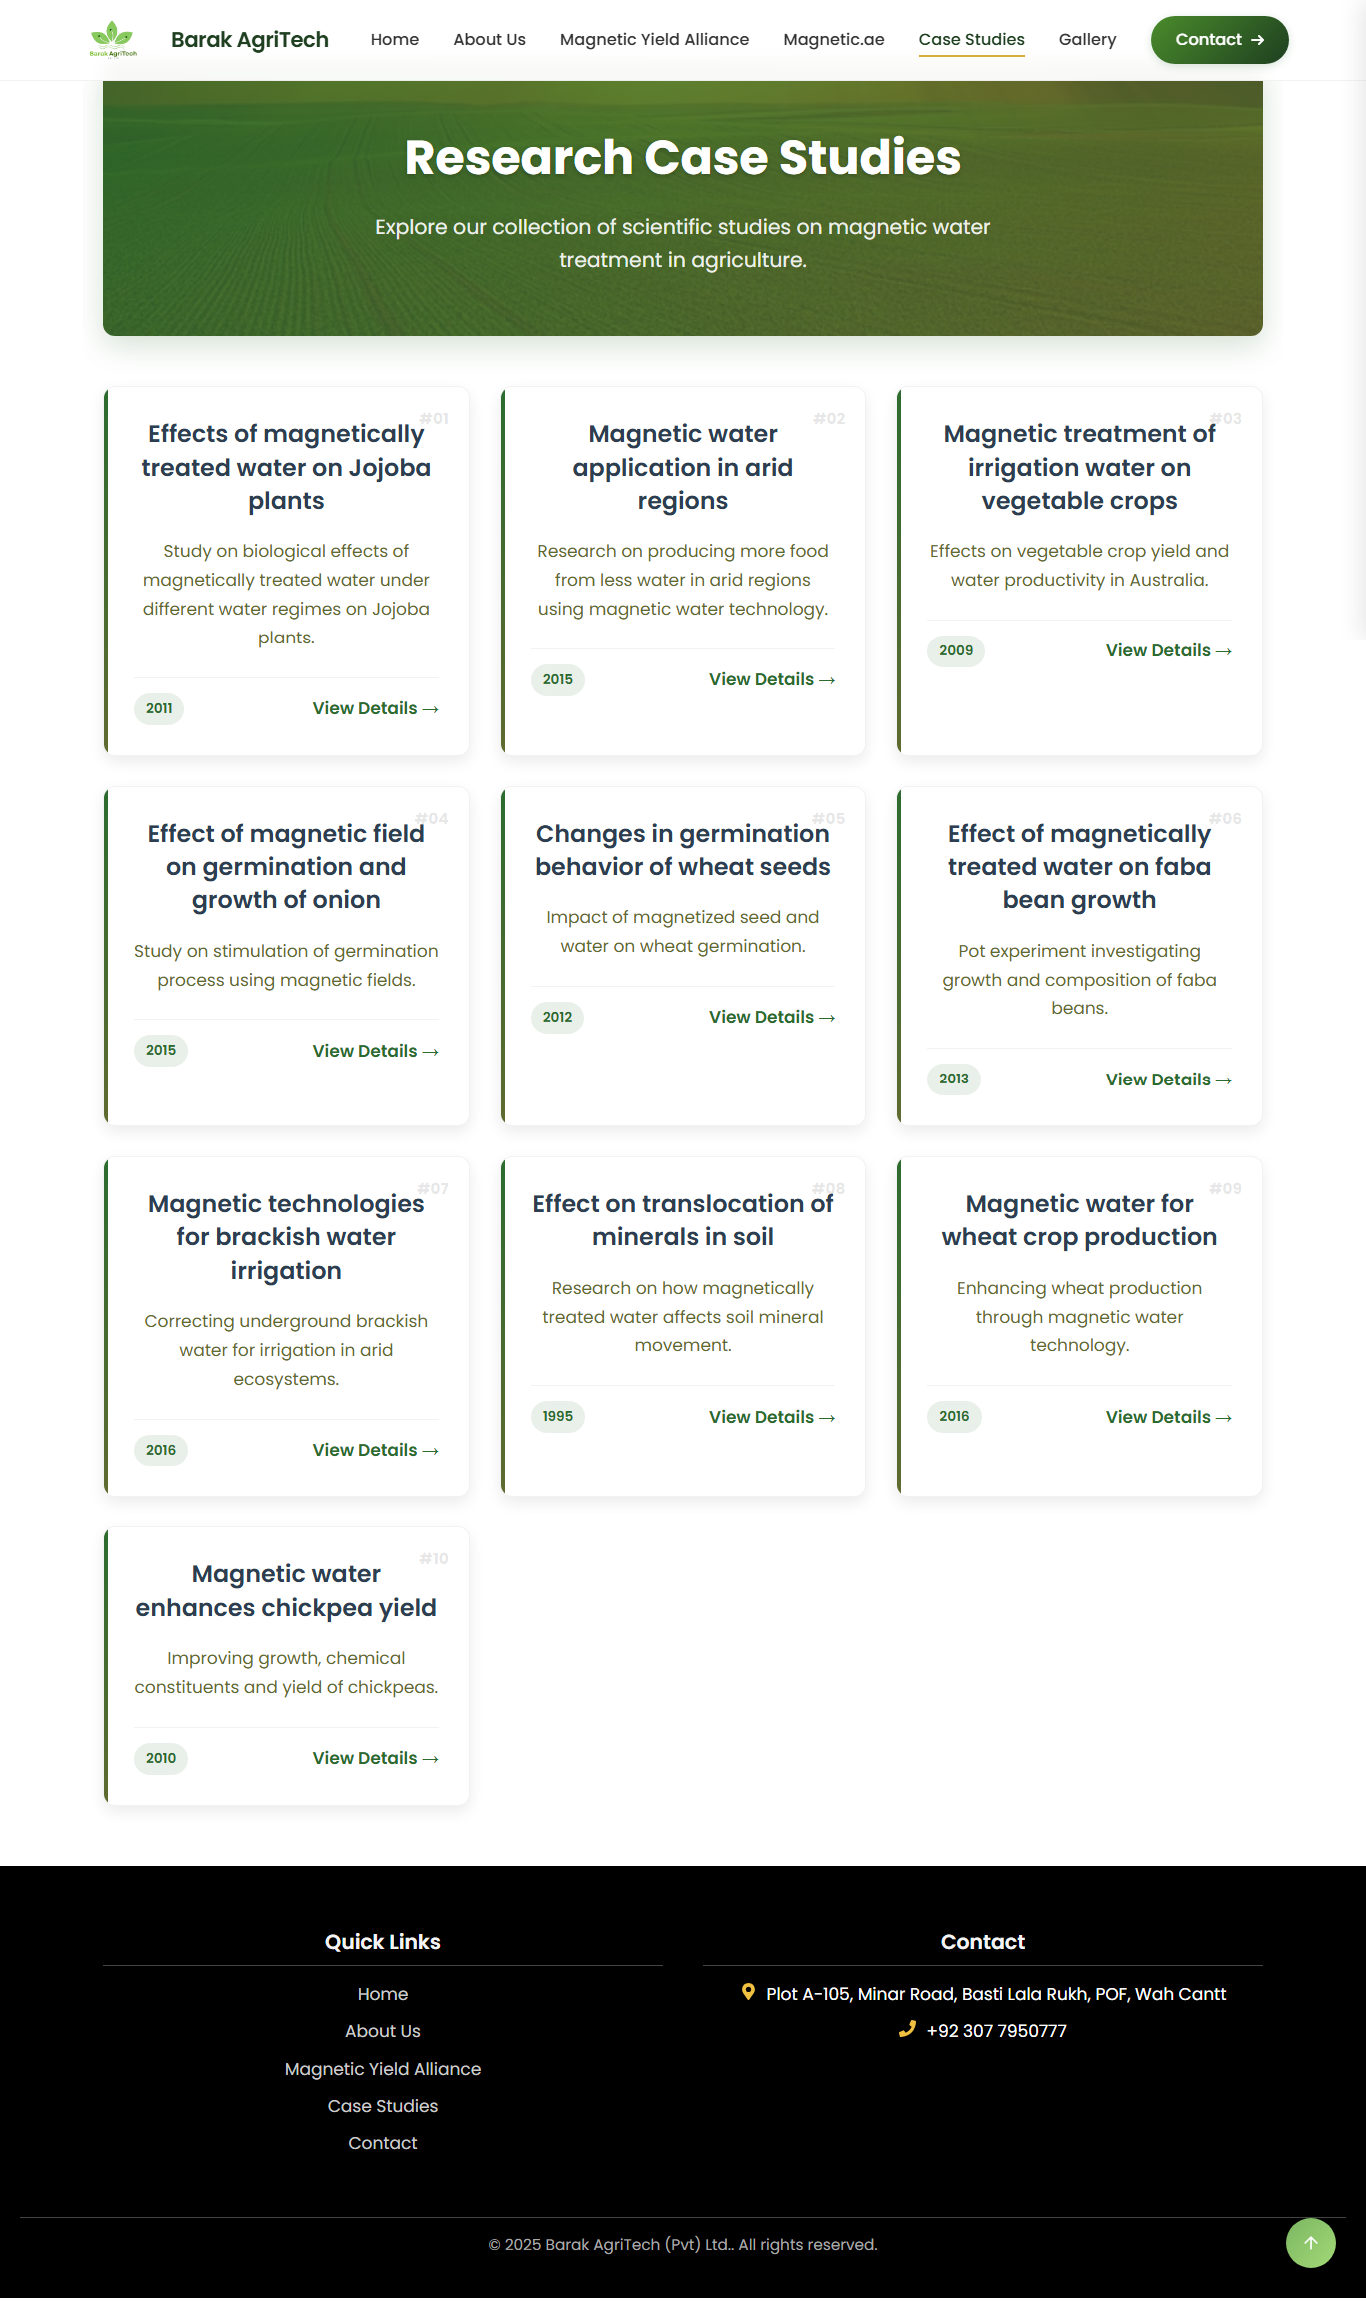 Barak AgriTech
Barak AgriTech
Home
About Us
Magnetic Yield Alliance
Magnetic.ae
Case Studies
Gallery
Contact →
Research Case Studies
Explore our collection of scientific studies on magnetic water
treatment in agriculture.
#01
Effects of magnetically
treated water on Jojoba
plants
Study on biological effects of
magnetically treated water under
different water regimes on Jojoba
plants.
2011
View Details →
#02
Magnetic water
application in arid
regions
Research on producing more food
from less water in arid regions
using magnetic water technology.
2015
View Details →
#03
Magnetic treatment of
irrigation water on
vegetable crops
Effects on vegetable crop yield and
water productivity in Australia.
2009
View Details →
#04
Effect of magnetic field
on germination and
growth of onion
Study on stimulation of germination
process using magnetic fields.
2015
View Details →
#05
Changes in germination
behavior of wheat seeds
Impact of magnetized seed and
water on wheat germination.
2012
View Details →
#06
Effect of magnetically
treated water on faba
bean growth
Pot experiment investigating
growth and composition of faba
beans.
2013
View Details →
#07
Magnetic technologies
for brackish water
irrigation
Correcting underground brackish
water for irrigation in arid
ecosystems.
2016
View Details →
#08
Effect on translocation of
minerals in soil
Research on how magnetically
treated water affects soil mineral
movement.
1995
View Details →
#09
Magnetic water for
wheat crop production
Enhancing wheat production
through magnetic water
technology.
2016
View Details →
#10
Magnetic water
enhances chickpea yield
Improving growth, chemical
constituents and yield of chickpeas.
2010
View Details →
Quick Links
Home
About Us
Magnetic Yield Alliance
Case Studies
Contact
Contact
Plot A-105, Minar Road, Basti Lala Rukh, POF, Wah Cantt
+92 307 7950777
© 2025 Barak AgriTech (Pvt) Ltd.. All rights reserved.